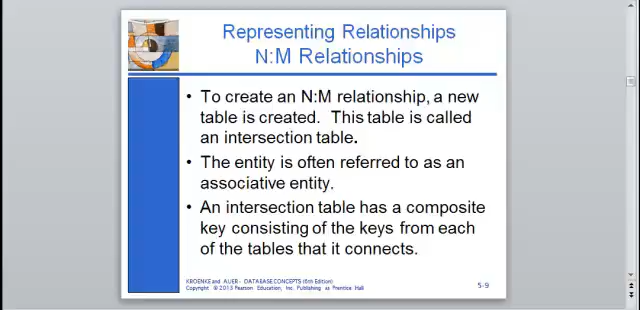 Representing Relationships
N:M Relationships
• To create an N:M relationship, a new
table is created. This table is called
an intersection table.
• The entity is often referred to as an
associative entity.
• An intersection table has a composite
key consisting of the keys from each
of the tables that it connects.
KROENKE and AUER - DATABASE CONCEPTS (6th Edition)
Copyright © 2013 Pearson Education, Inc. Publishing as Prentice Hall
5-9